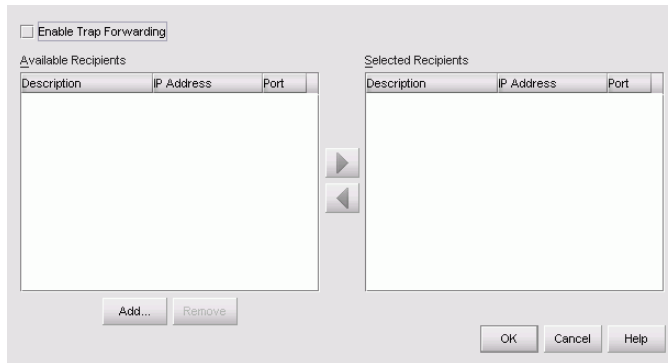 Enable Trap Forwarding
Available Recipients
Description IP Address Port
Selected Recipients
Description IP Address Port
Add... Remove
OK Cancel Help